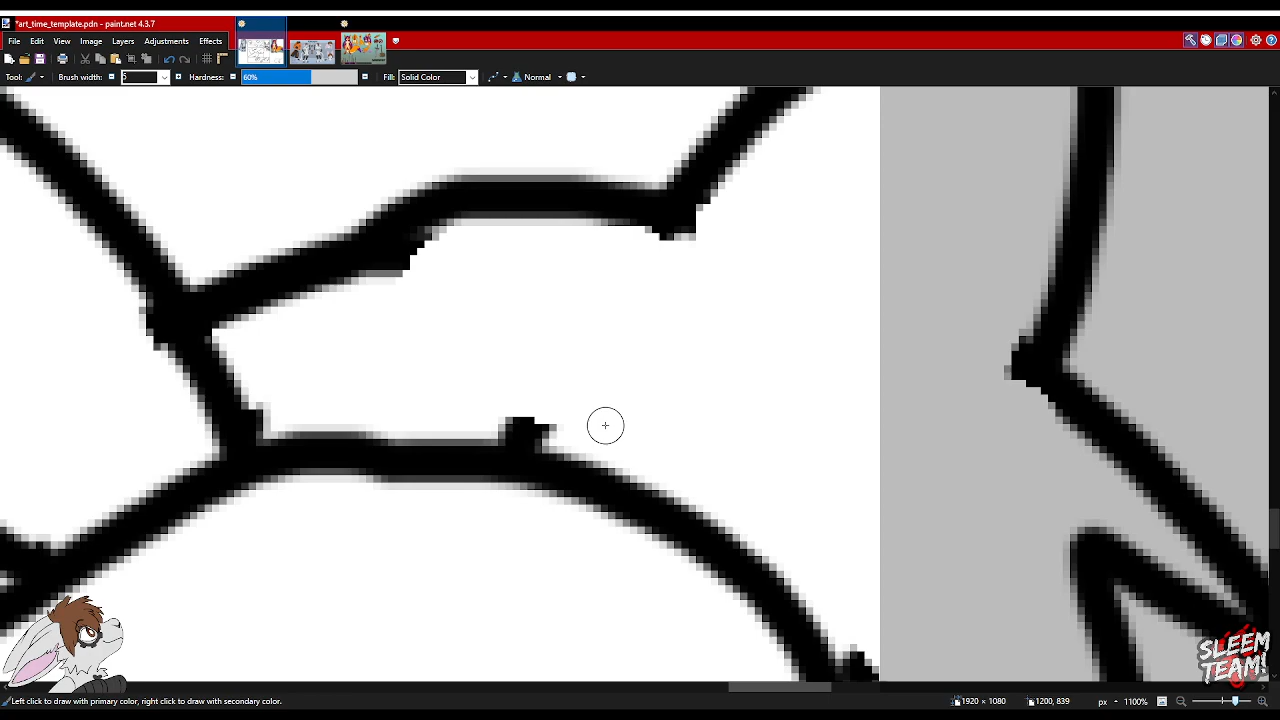 *art_time_template.pdn - paint.net 4.3.7
File Edit View Image Layers Adjustments Effects
Tool: Brush width: 5 Hardness: 60% Fill: Solid Color Normal
SLEEM
TEAM!
Left click to draw with primary color, right click to draw with secondary color. 1920 × 1080 1200, 839 px 1100%